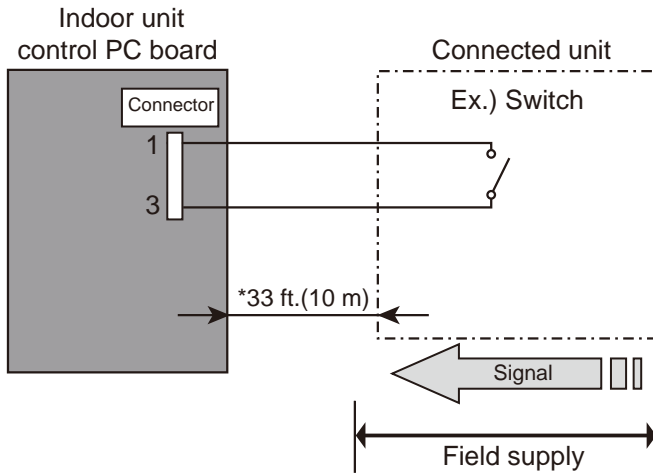 Indoor unit
control PC board
Connected unit
Connector
Ex.) Switch
1
3
*33 ft.(10 m)
Signal
Field supply